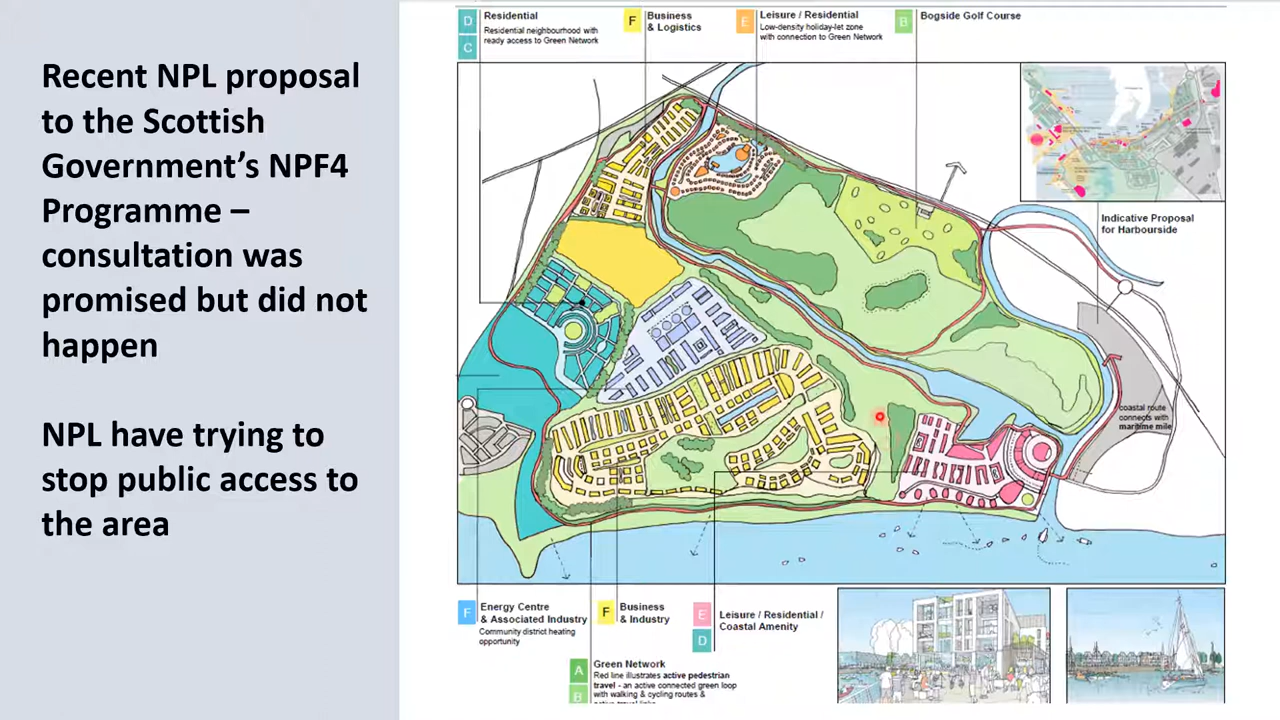 Recent NPL proposal
to the Scottish
Government’s NPF4
Programme –
consultation was
promised but did not
happen
NPL have trying to
stop public access to
the area
D
C
Residential
Residential neighbourhood with
ready access to Green Network
F
Business
& Logistics
E
Leisure / Residential
Low-density holiday-let zone
with connection to Green Network
B
Bogside Golf Course
Indicative Proposal
for Harbourside
coastal route
connects with
maritime mile
F
Energy Centre
& Associated Industry
Community district heating
opportunity
F
Business
& Industry
E
D
Leisure / Residential /
Coastal Amenity
A
B
Green Network
Red line illustrates active pedestrian
travel - an active connected green loop
with walking & cycling routes &